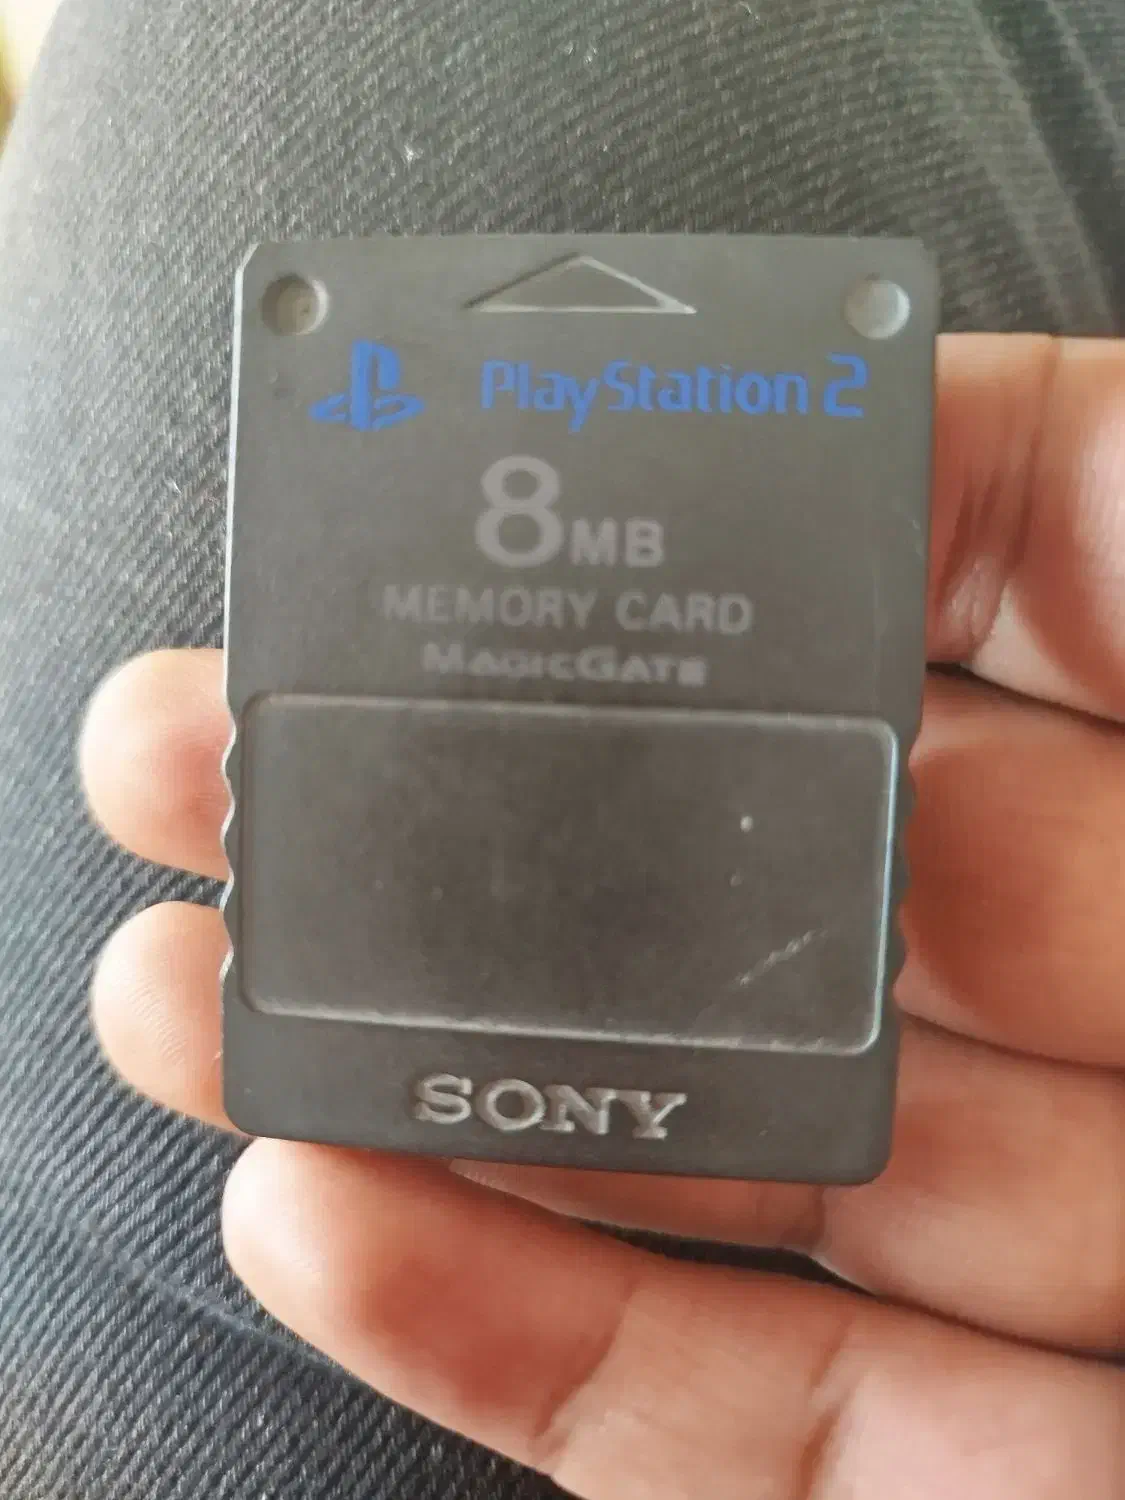 PlayStation 2
8MB
MEMORY CARD
MAGICGATE
SONY